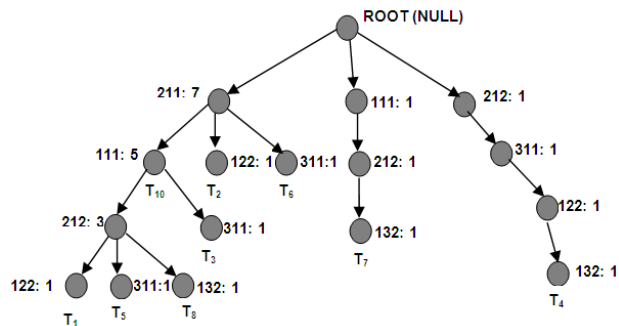 ROOT (NULL)
211: 7
111: 1
212: 1
111: 5
122: 1
311:1
212: 1
311: 1
T10
T2
T6
122: 1
212: 3
311: 1
132: 1
T3
T7
132: 1
122: 1
311:1
132: 1
T4
T1
T5
T8